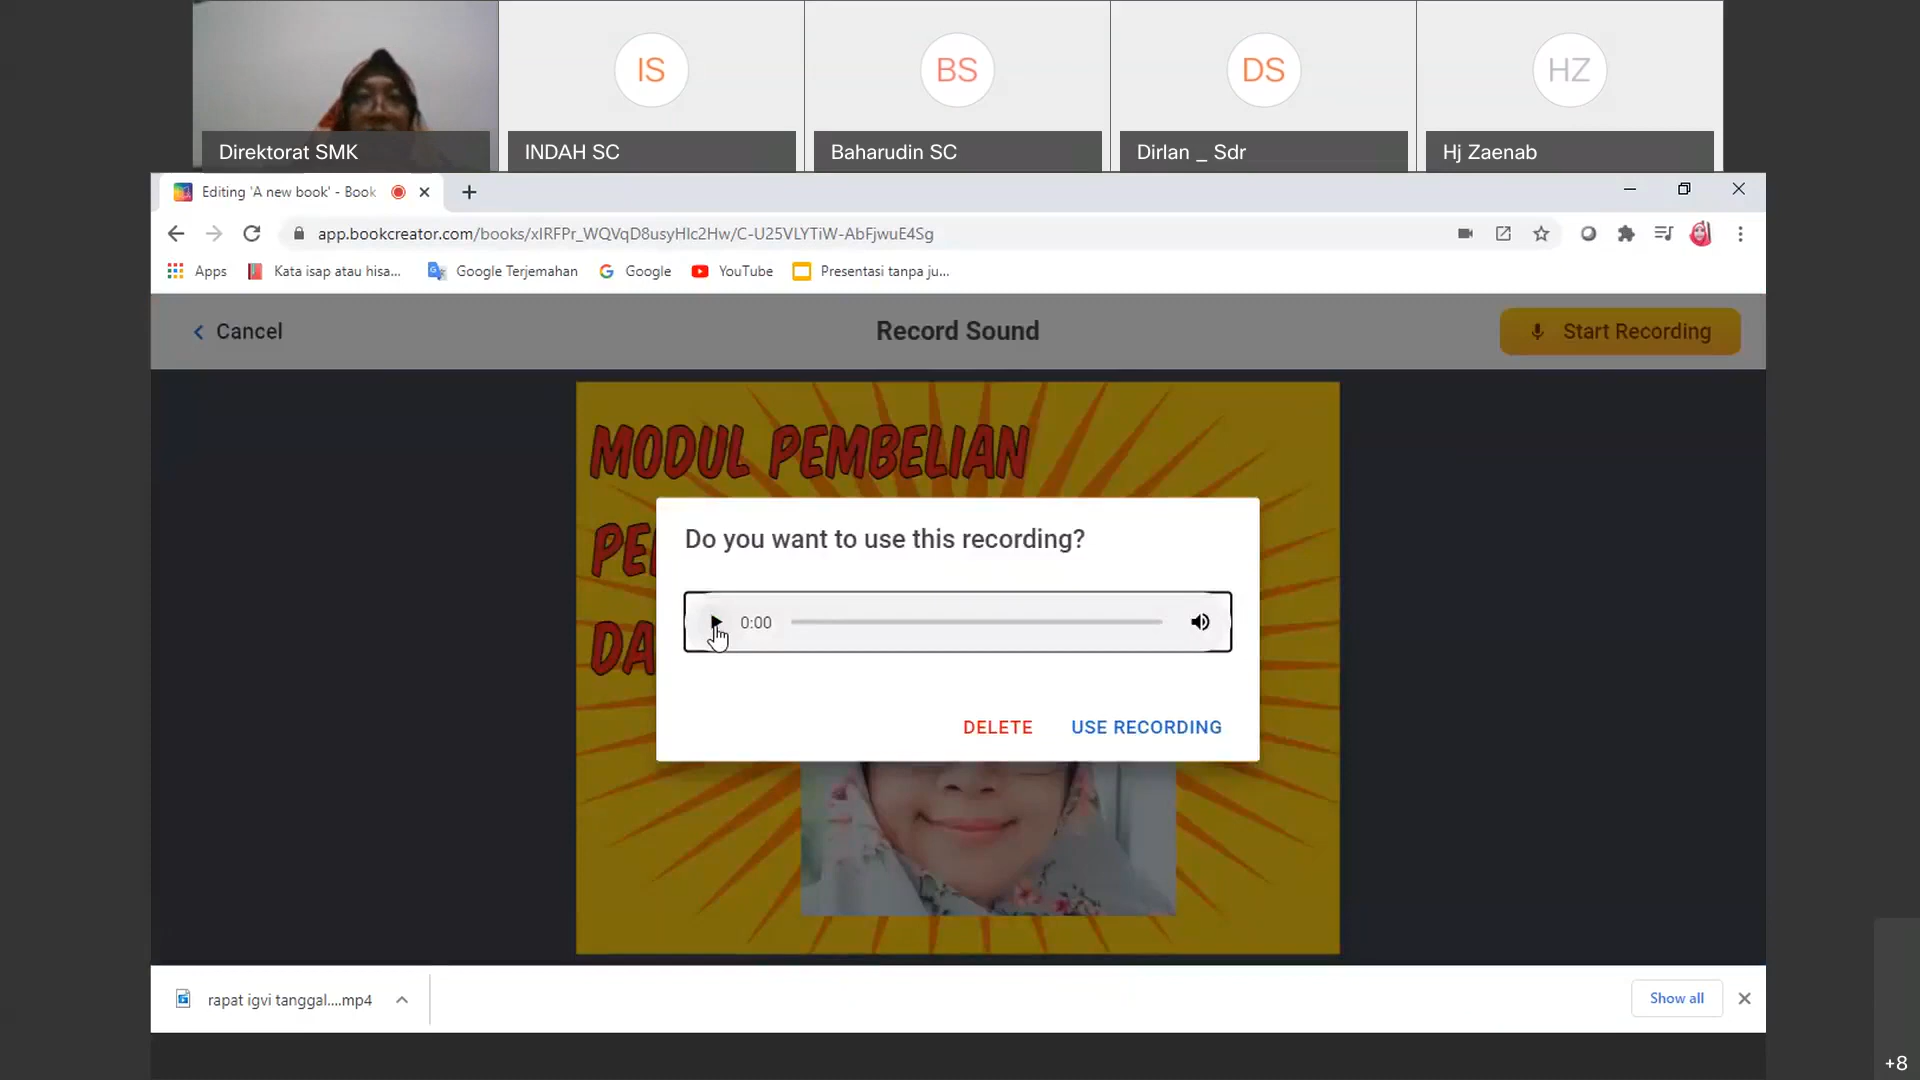 IS
BS
DS
HZ
Direktorat SMK
INDAH SC
Baharudin SC
Dirlan _ Sdr
Hj Zaenab
Editing 'A new book' - Book
app.bookcreator.com/books/xIRFPr_WQVqD8usyHIc2Hw/C-U25VLYTiW-AbFjwuE4Sg
Apps
Kata isap atau hisa...
Google Terjemahan
Google
YouTube
Presentasi tanpa ju...
Cancel
Record Sound
Start Recording
MODUL PEMBELIAN
PE
DA
Do you want to use this recording?
0:00
DELETE
USE RECORDING
rapat igvi tanggal....mp4
Show all
+8